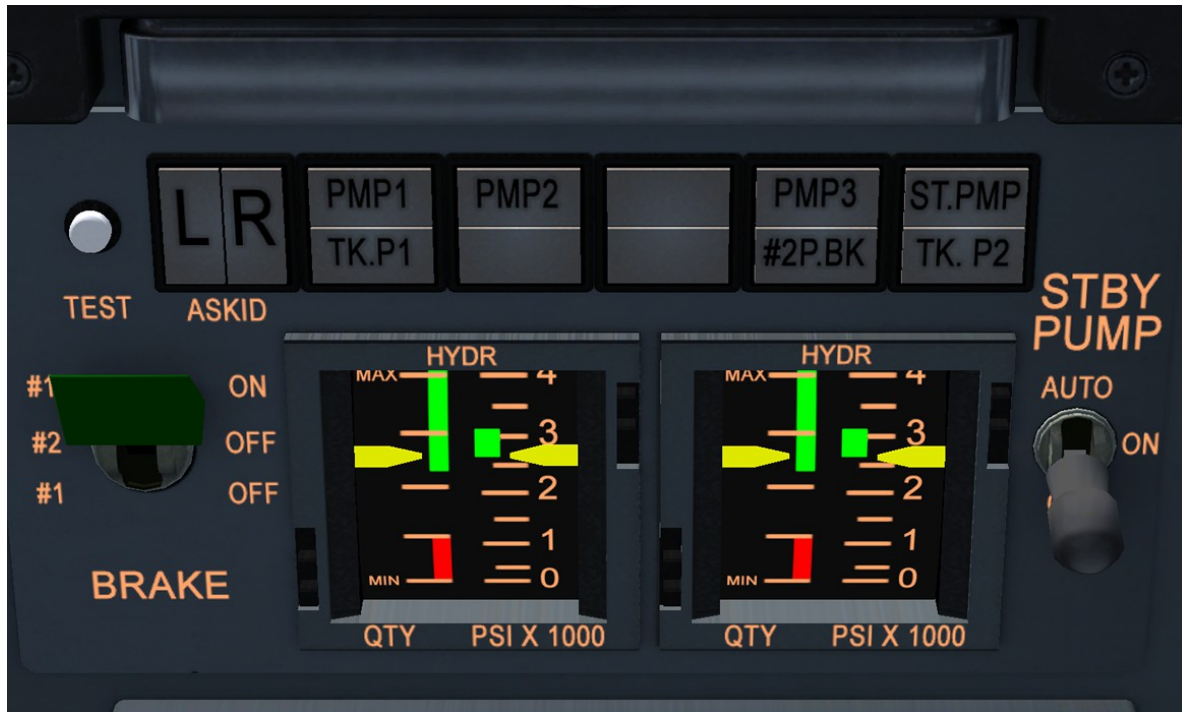 L R
PMP1
PMP2
PMP3
ST.PMP
TK.P1
#2P.BK
TK. P2
TEST
ASKID
STBY
PUMP
#1 ON
#2 OFF
#1 OFF
BRAKE
HYDR
MAX 4
3
2
1
MIN 0
QTY PSI X 1000
HYDR
MAX 4
3
2
1
MIN 0
QTY PSI X 1000
AUTO
ON